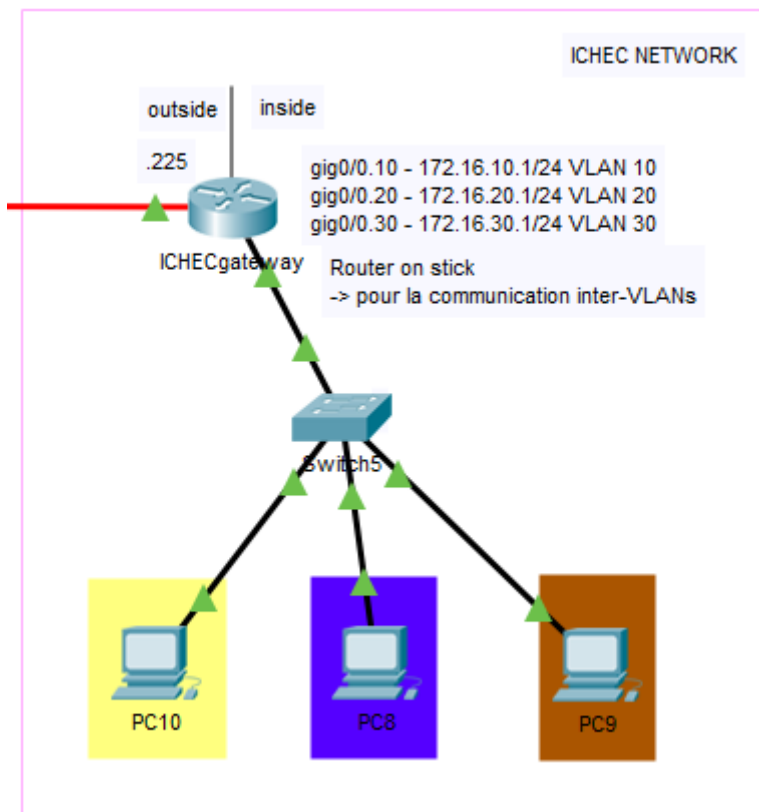 ICHEC NETWORK
outside
inside
.225
gig0/0.10 - 172.16.10.1/24 VLAN 10
gig0/0.20 - 172.16.20.1/24 VLAN 20
gig0/0.30 - 172.16.30.1/24 VLAN 30
ICHECgateway
Router on stick
-> pour la communication inter-VLANs
Switch5
PC10
PC8
PC9